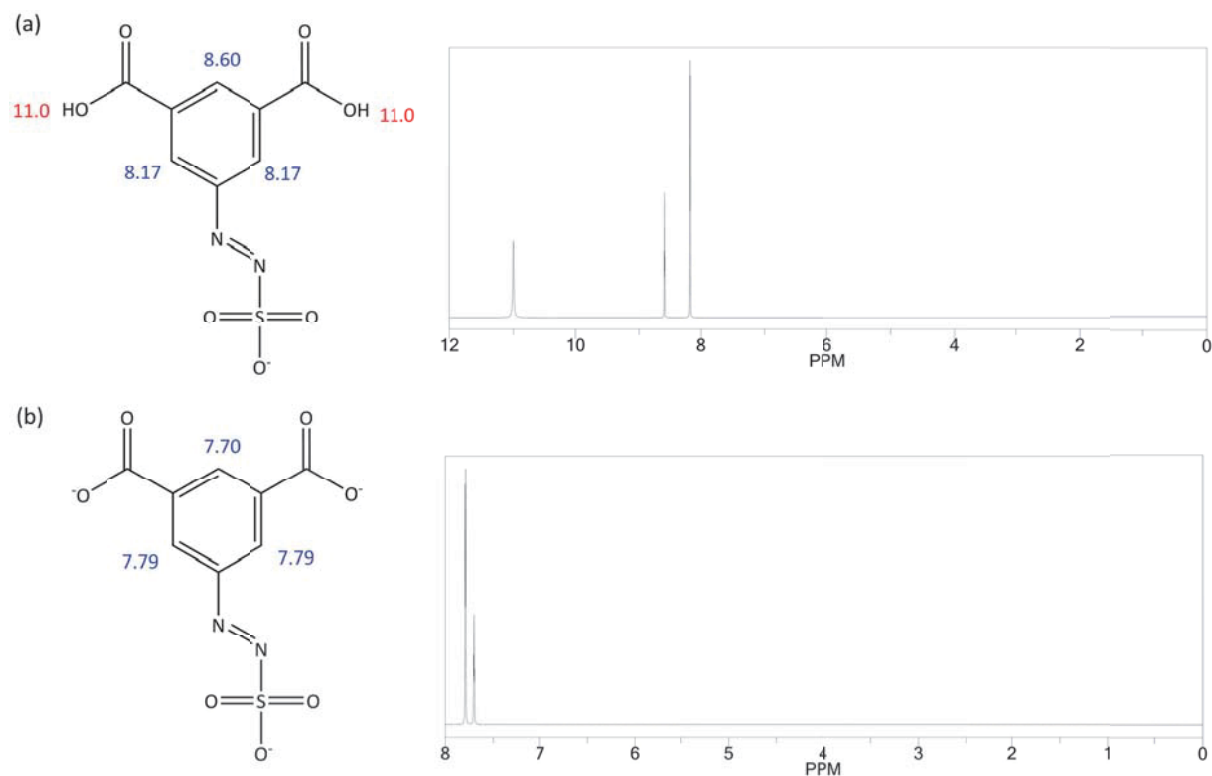 (a)
O O
8.60
11.0 HO OH 11.0
8.17 8.17
N
N
O S O
O-
12 10 8 6 4 2 0
PPM
(b)
O O
7.70
-O O-
7.79 7.79
N
N
O S O
O-
8 7 6 5 4 3 2 1 0
PPM